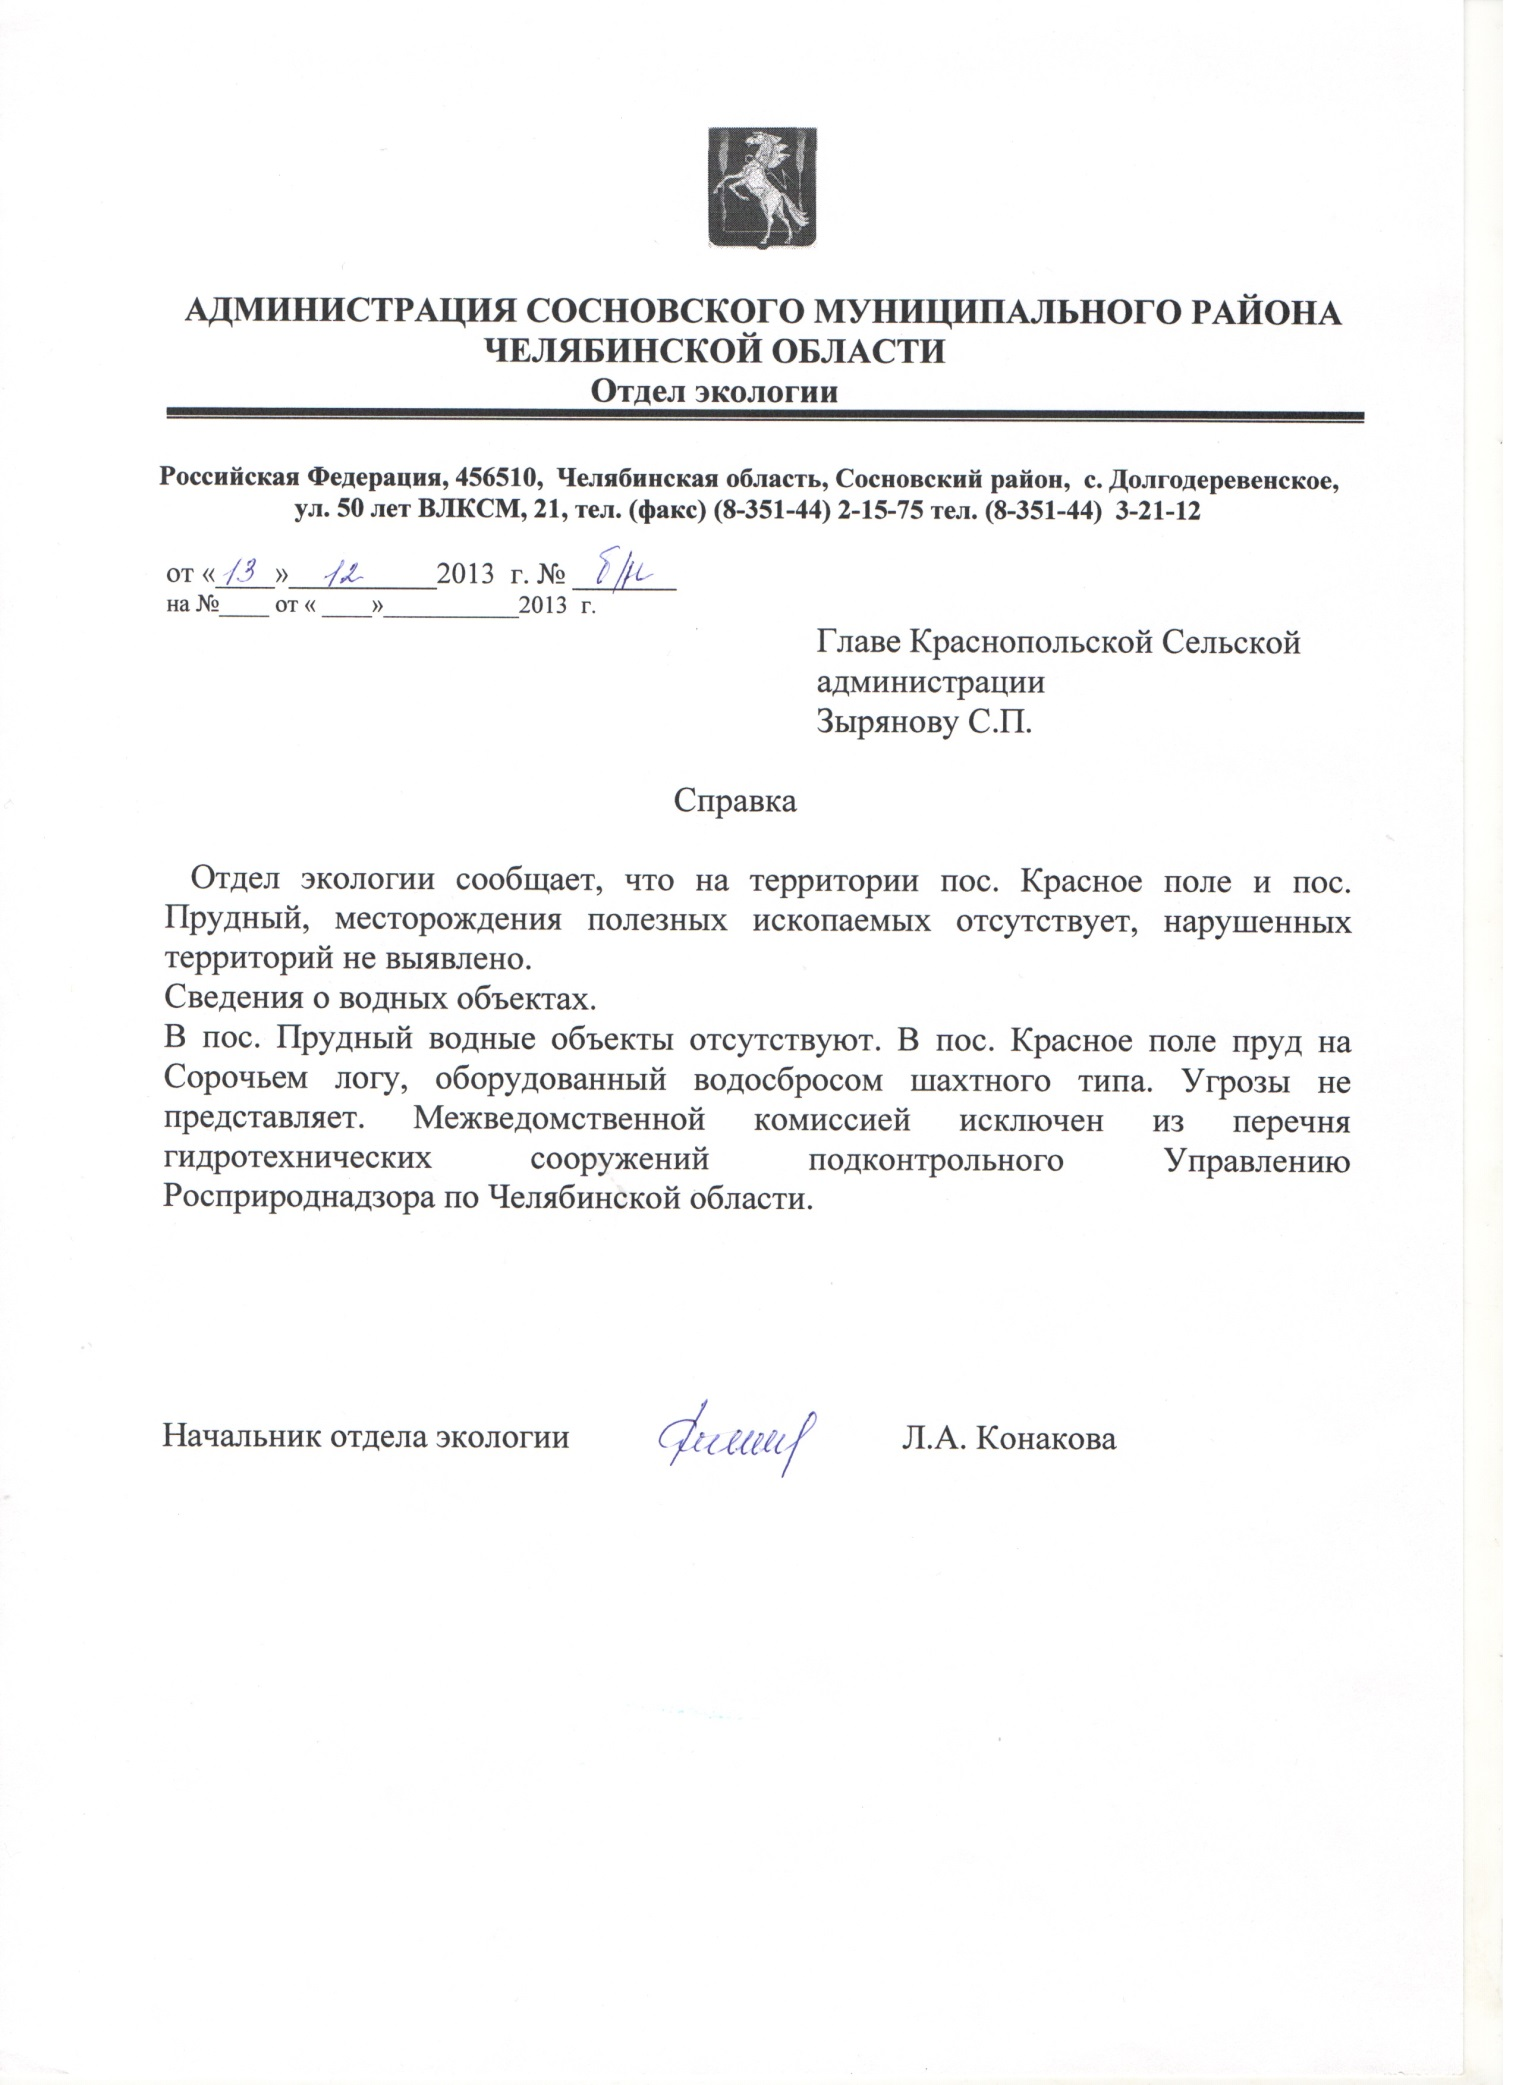 АДМИНИСТРАЦИЯ СОСНОВСКОГО МУНИЦИПАЛЬНОГО РАЙОНА
ЧЕЛЯБИНСКОЙ ОБЛАСТИ
Отдел экологии
Российская Федерация, 456510, Челябинская область, Сосновский район, с. Долгодеревенское,
ул. 50 лет ВЛКСМ, 21, тел. (факс) (8-351-44) 2-15-75 тел. (8-351-44) 3-21-12
от «13» 12 2013 г. № б/н
на №____ от « ____»___________2013 г.
Главе Краснопольской Сельской
администрации
Зырянову С.П.
Справка
Отдел экологии сообщает, что на территории пос. Красное поле и пос.
Прудный, месторождения полезных ископаемых отсутствует, нарушенных
территорий не выявлено.
Сведения о водных объектах.
В пос. Прудный водные объекты отсутствуют. В пос. Красное поле пруд на
Сорочьем логу, оборудованный водосбросом шахтного типа. Угрозы не
представляет. Межведомственной комиссией исключен из перечня
гидротехнических сооружений подконтрольного Управлению
Росприроднадзора по Челябинской области.
Начальник отдела экологии Л.А. Конакова